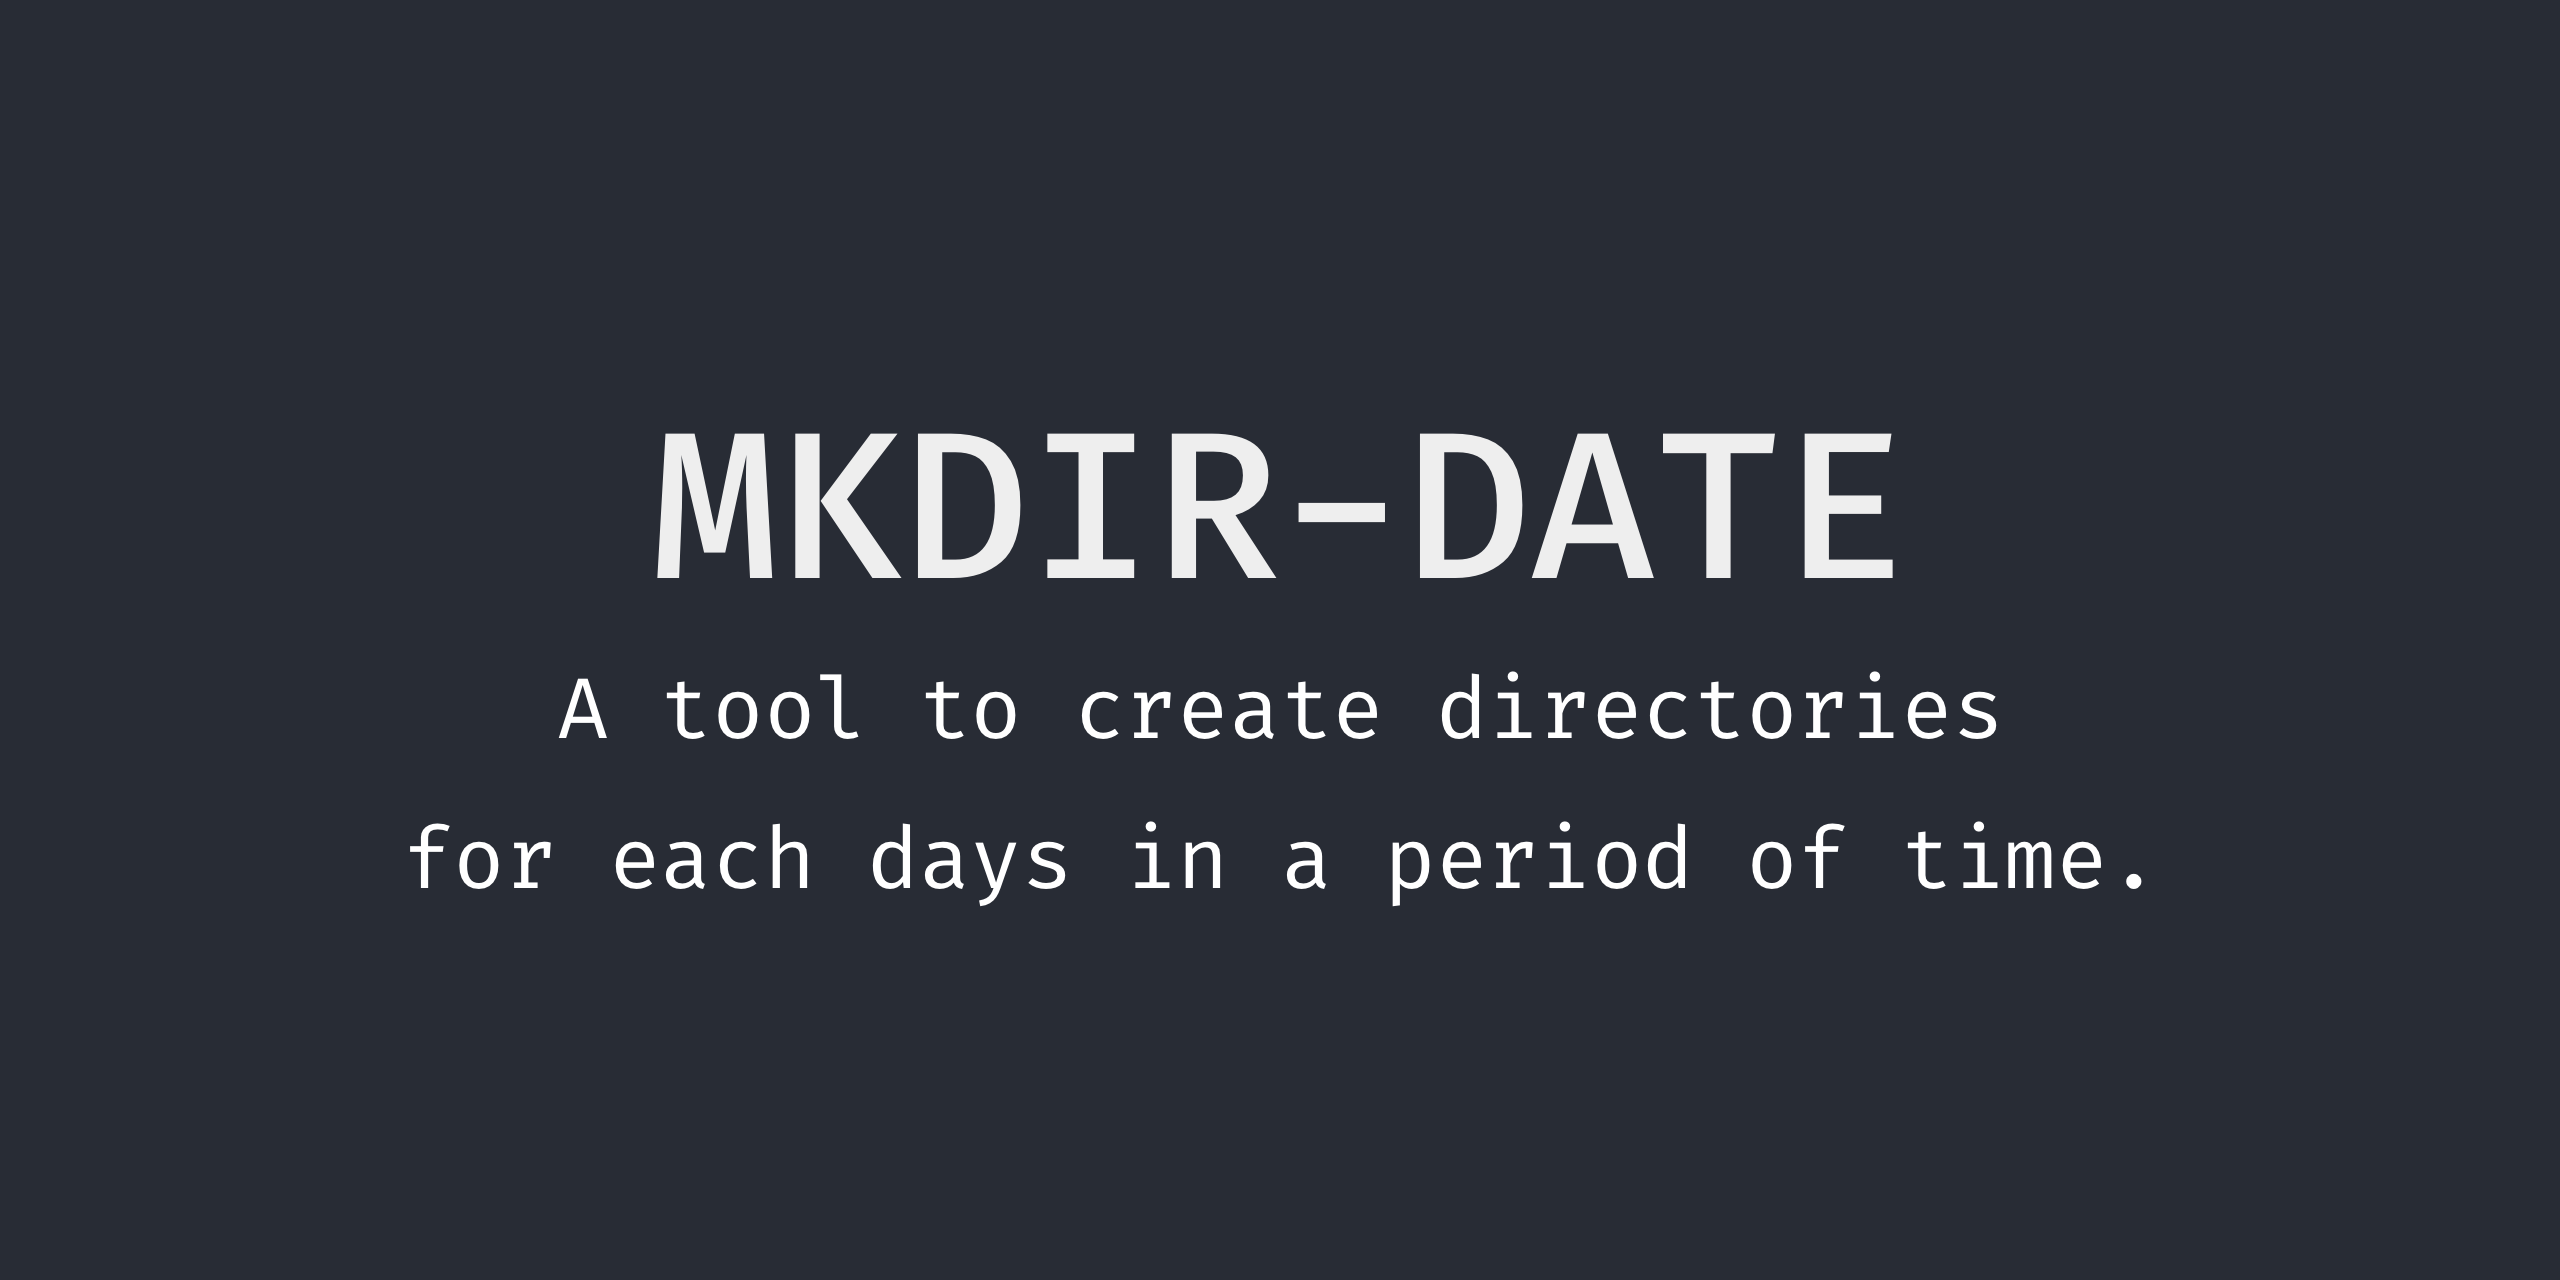 MKDIR-DATE
A tool to create directories
for each days in a period of time.